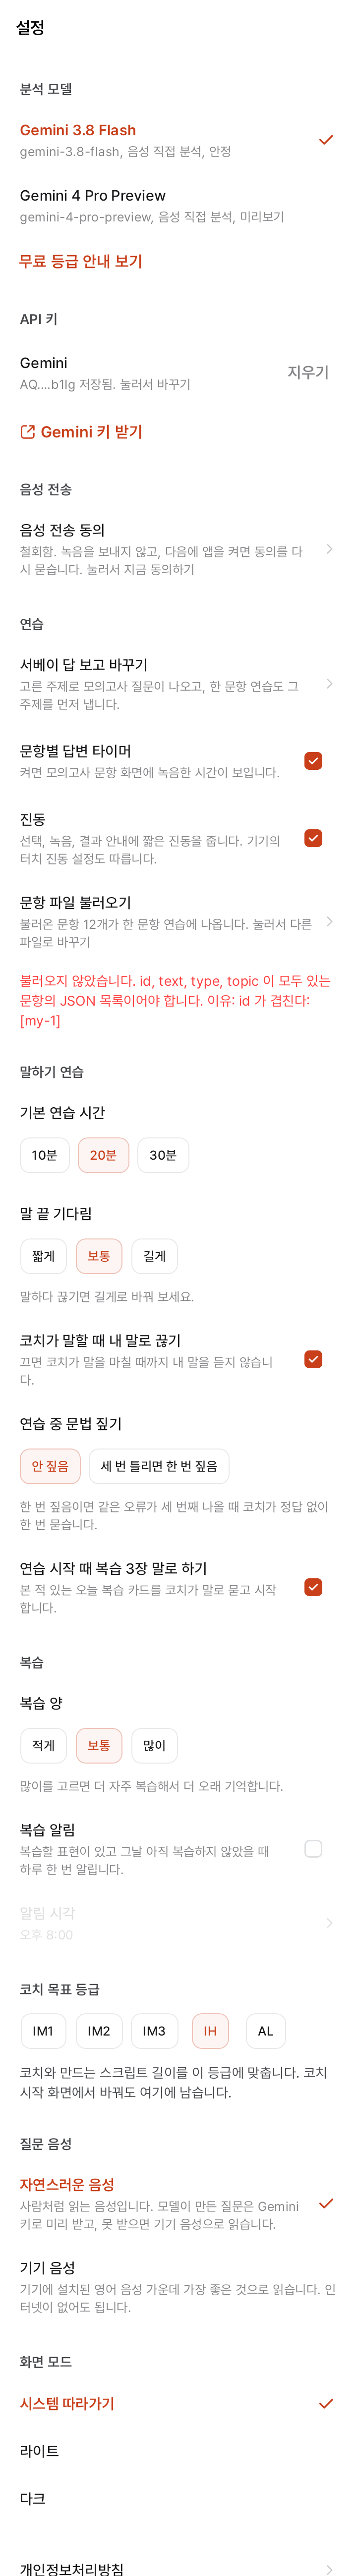 설정
분석 모델
Gemini 3.8 Flash
gemini-3.8-flash, 음성 직접 분석, 안정
Gemini 4 Pro Preview
gemini-4-pro-preview, 음성 직접 분석, 미리보기
무료 등급 안내 보기
API 키
Gemini
AQ....b1lg 저장됨. 눌러서 바꾸기
지우기
Gemini 키 받기
음성 전송
음성 전송 동의
철회함. 녹음을 보내지 않고, 다음에 앱을 켜면 동의를 다
시 묻습니다. 눌러서 지금 동의하기
연습
서베이 답 보고 바꾸기
고른 주제로 모의고사 질문이 나오고, 한 문항 연습도 그
주제를 먼저 냅니다.
문항별 답변 타이머
켜면 모의고사 문항 화면에 녹음한 시간이 보입니다.
진동
선택, 녹음, 결과 안내에 짧은 진동을 줍니다. 기기의
터치 진동 설정도 따릅니다.
문항 파일 불러오기
불러온 문항 12개가 한 문항 연습에 나옵니다. 눌러서 다른
파일로 바꾸기
불러오지 않았습니다. id, text, type, topic 이 모두 있는
문항의 JSON 목록이어야 합니다. 이유: id 가 겹친다:
[my-1]
말하기 연습
기본 연습 시간
10분
20분
30분
말 끝 기다림
짧게
보통
길게
말하다 끊기면 길게로 바꿔 보세요.
코치가 말할 때 내 말로 끊기
끄면 코치가 말을 마칠 때까지 내 말을 듣지 않습니
다.
연습 중 문법 짚기
안 짚음
세 번 틀리면 한 번 짚음
한 번 짚음이면 같은 오류가 세 번째 나올 때 코치가 정답 없이
한 번 묻습니다.
연습 시작 때 복습 3장 말로 하기
본 적 있는 오늘 복습 카드를 코치가 말로 묻고 시작
합니다.
복습
복습 양
적게
보통
많이
많이를 고르면 더 자주 복습해서 더 오래 기억합니다.
복습 알림
복습할 표현이 있고 그날 아직 복습하지 않았을 때
하루 한 번 알립니다.
알림 시각
오후 8:00
코치 목표 등급
IM1
IM2
IM3
IH
AL
코치와 만드는 스크립트 길이를 이 등급에 맞춥니다. 코치
시작 화면에서 바꿔도 여기에 남습니다.
질문 음성
자연스러운 음성
사람처럼 읽는 음성입니다. 모델이 만든 질문은 Gemini
키로 미리 받고, 못 받으면 기기 음성으로 읽습니다.
기기 음성
기기에 설치된 영어 음성 가운데 가장 좋은 것으로 읽습니다. 인
터넷이 없어도 됩니다.
화면 모드
시스템 따라가기
라이트
다크
개인정보처리방침